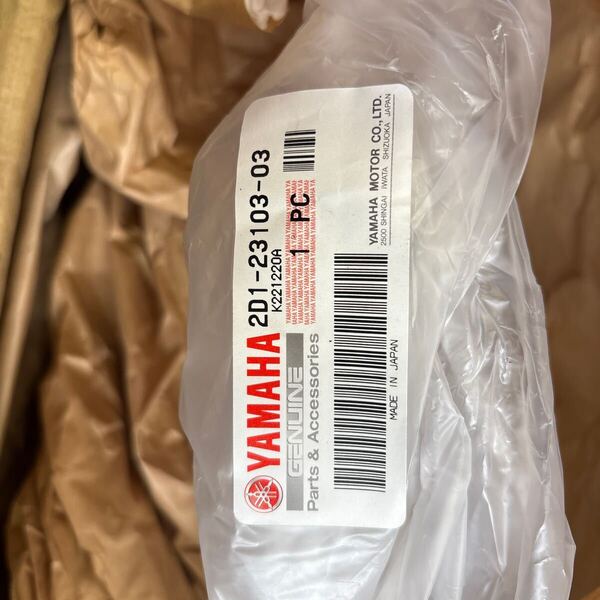 YAMAHA 2D1-23103-03
K221220A
GENUINE
1 PC
Parts & Accessories
MADE IN JAPAN
YAMAHA MOTOR CO., LTD.
2500 SHINGAI IWATA SHIZUOKA JAPAN